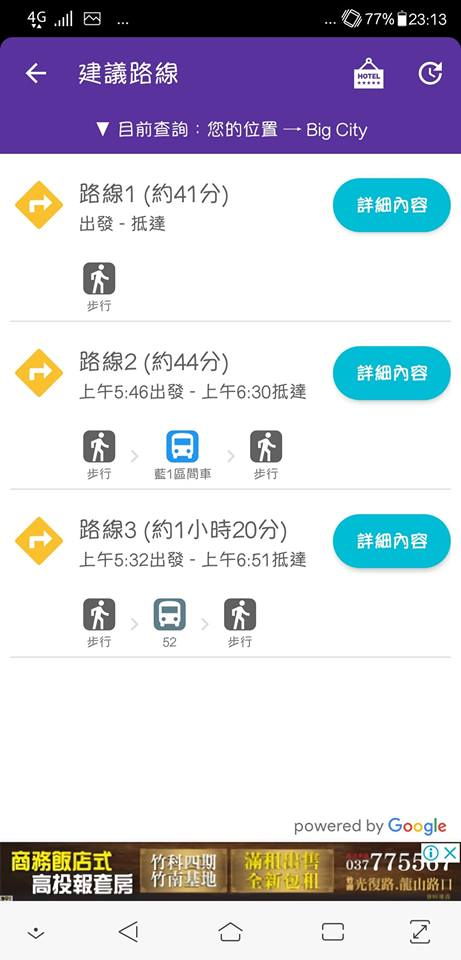 4G ... ... 77% 23:13
建議路線
HOTEL
▼ 目前查詢：您的位置 → Big City
路線1 (約41分)
出發 - 抵達
詳細內容
步行
路線2 (約44分)
上午5:46出發 - 上午6:30抵達
詳細內容
步行 藍1區間車 步行
路線3 (約1小時20分)
上午5:32出發 - 上午6:51抵達
詳細內容
步行 52 步行
powered by Google
商務飯店式
高投報套房
竹科四期
竹南基地
滿租出售
全新包租
037
光復路.龍山路口